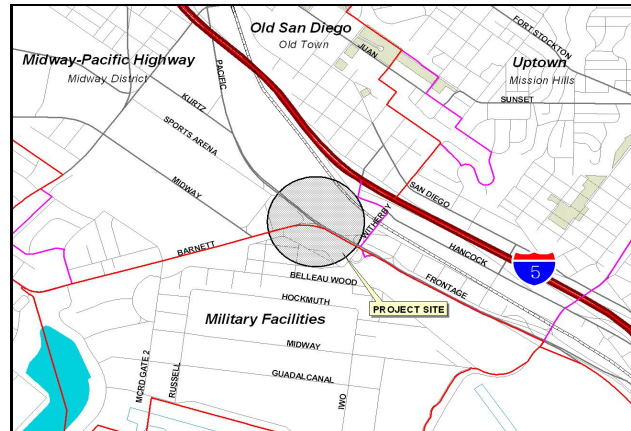 Old San Diego
Old Town
FORT STOCKTON
Midway-Pacific Highway
Midway District
PACIFIC
JUAN
Uptown
Mission Hills
SUNSET
KURTZ
SPORTS ARENA
MIDWAY
SAN DIEGO
WITHERBY
BARNETT
HANCOCK
5
BELLEAU WOOD
FRONTAGE
HOCKMUTH
PROJECT SITE
Military Facilities
MIDWAY
GUADALCANAL
MCRD GATE 2
RUSSELL
IWO